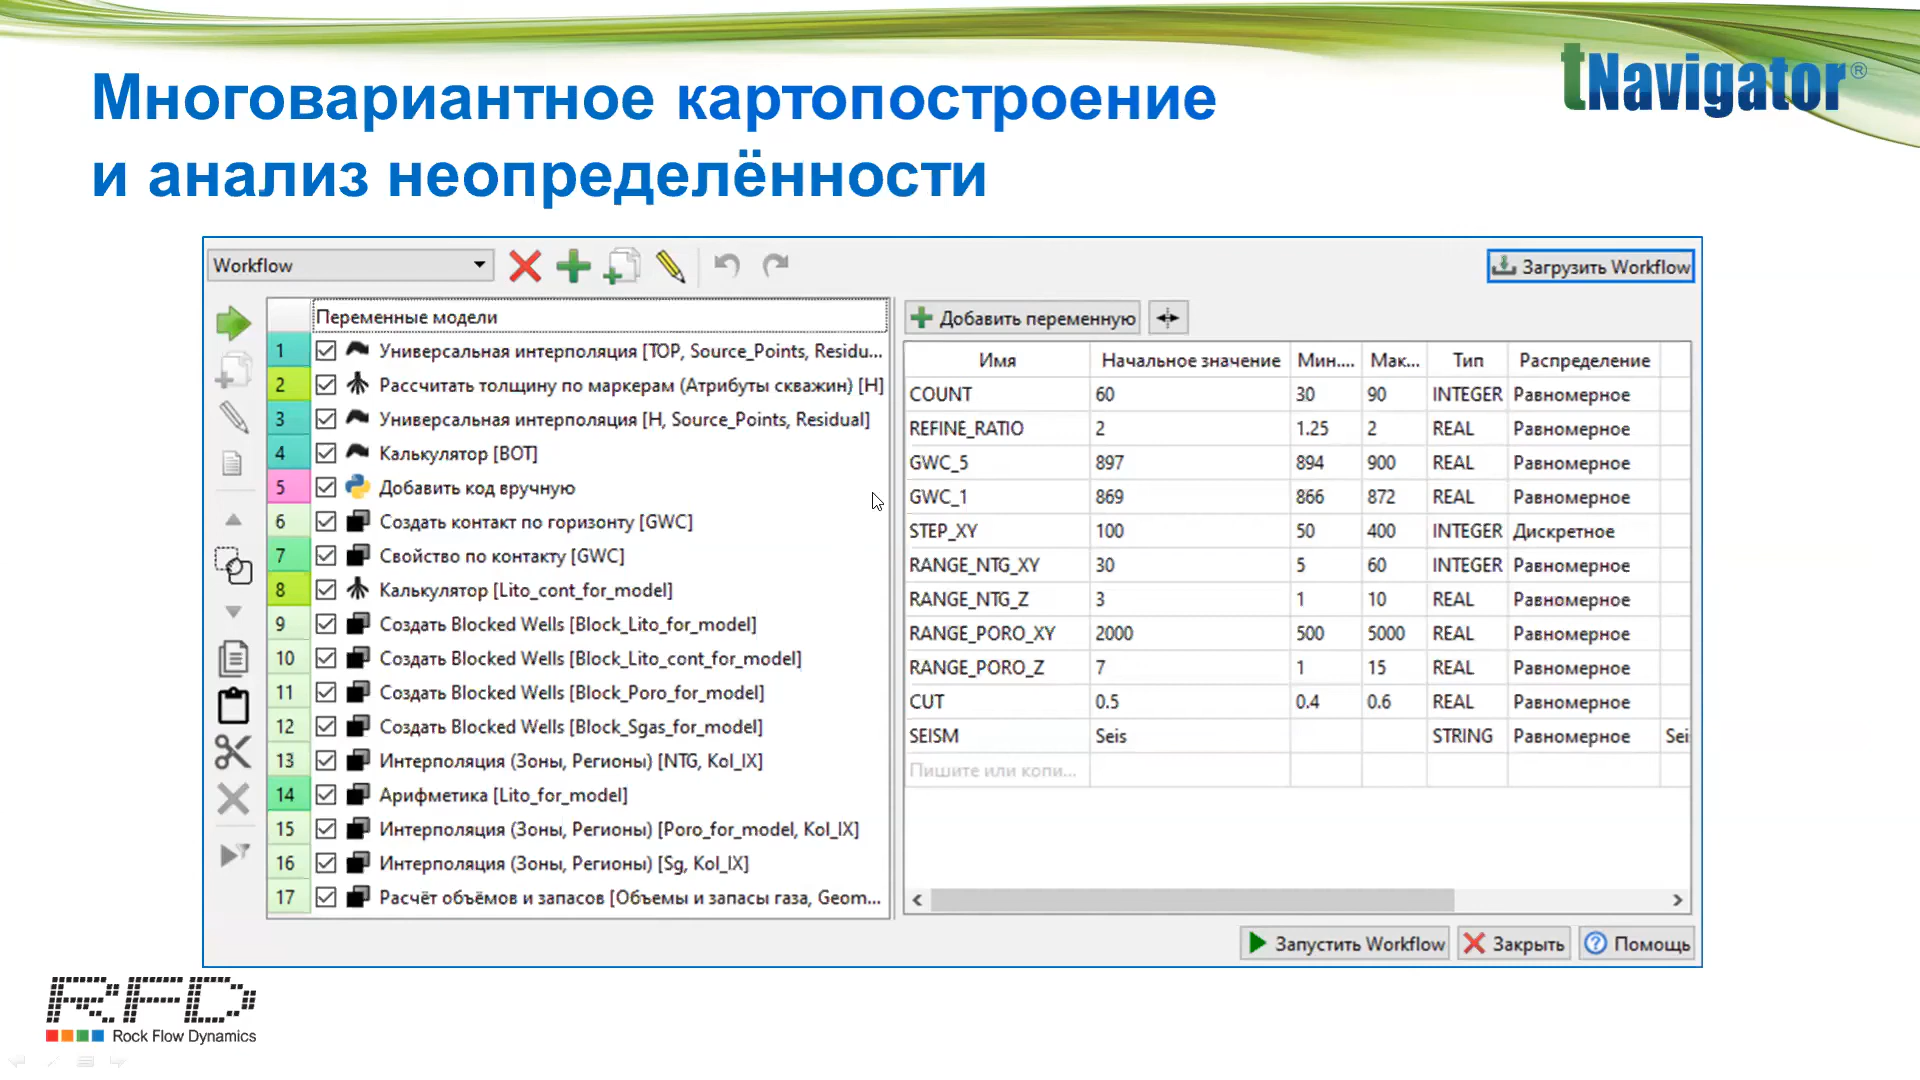 Многовариантное картопостроение
и анализ неопределённости
tNavigator®
Workflow
Загрузить Workflow
Переменные модели
1 Универсальная интерполяция [TOP, Source_Points, Residu...
2 Рассчитать толщину по маркерам (Атрибуты скважин) [H]
3 Универсальная интерполяция [H, Source_Points, Residual]
4 Калькулятор [BOT]
5 Добавить код вручную
6 Создать контакт по горизонту [GWC]
7 Свойство по контакту [GWC]
8 Калькулятор [Lito_cont_for_model]
9 Создать Blocked Wells [Block_Lito_for_model]
10 Создать Blocked Wells [Block_Lito_cont_for_model]
11 Создать Blocked Wells [Block_Poro_for_model]
12 Создать Blocked Wells [Block_Sgas_for_model]
13 Интерполяция (Зоны, Регионы) [NTG, Kol_IX]
14 Арифметика [Lito_for_model]
15 Интерполяция (Зоны, Регионы) [Poro_for_model, Kol_IX]
16 Интерполяция (Зоны, Регионы) [Sg, Kol_IX]
17 Расчёт объёмов и запасов [Объемы и запасы газа, Geom...
Добавить переменную
Имя Начальное значение Мин.... Мак... Тип Распределение
COUNT 60 30 90 INTEGER Равномерное
REFINE_RATIO 2 1.25 2 REAL Равномерное
GWC_5 897 894 900 REAL Равномерное
GWC_1 869 866 872 REAL Равномерное
STEP_XY 100 50 400 INTEGER Дискретное
RANGE_NTG_XY 30 5 60 INTEGER Равномерное
RANGE_NTG_Z 3 1 10 REAL Равномерное
RANGE_PORO_XY 2000 500 5000 REAL Равномерное
RANGE_PORO_Z 7 1 15 REAL Равномерное
CUT 0.5 0.4 0.6 REAL Равномерное
SEISM Seis STRING Равномерное Sei
Пишите или копи...
Запустить Workflow Закрыть Помощь
RFD
Rock Flow Dynamics